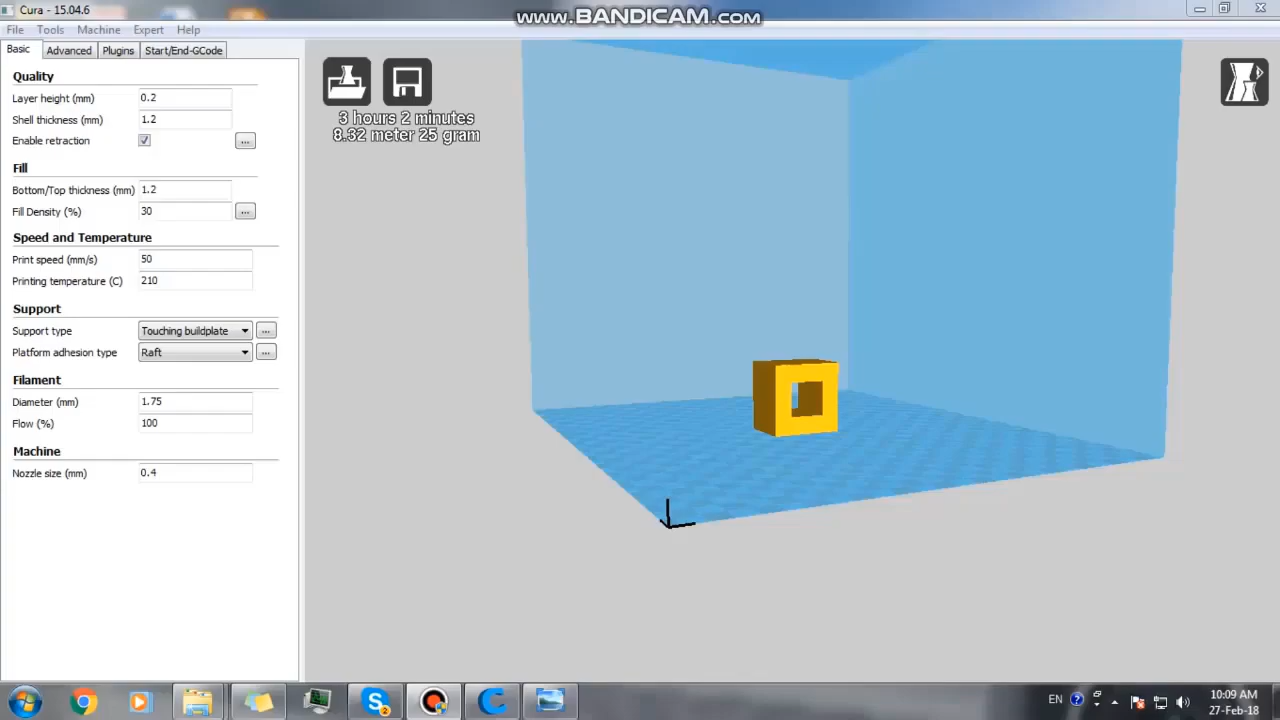 Cura - 15.04.6
www.BANDICAM.com
File Tools Machine Expert Help
Basic Advanced Plugins Start/End-GCode
Quality
Layer height (mm) 0.2
Shell thickness (mm) 1.2
Enable retraction ...
Fill
Bottom/Top thickness (mm) 1.2
Fill Density (%) 30 ...
Speed and Temperature
Print speed (mm/s) 50
Printing temperature (C) 210
Support
Support type Touching buildplate ...
Platform adhesion type Raft ...
Filament
Diameter (mm) 1.75
Flow (%) 100
Machine
Nozzle size (mm) 0.4
3 hours 2 minutes
8.32 meter 25 gram
EN
10:09 AM
27-Feb-18